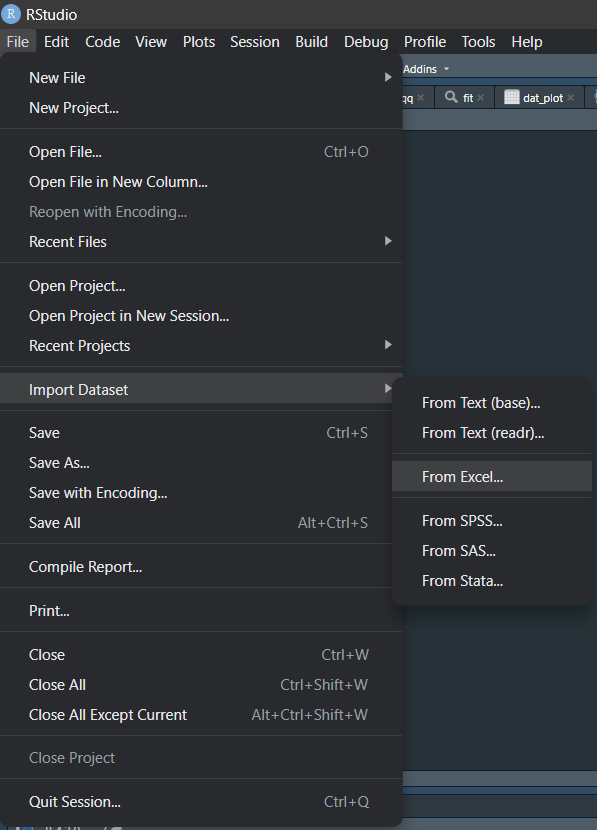 R RStudio
File Edit Code View Plots Session Build Debug Profile Tools Help
Addins
qq fit dat_plot
New File
New Project...
Open File... Ctrl+O
Open File in New Column...
Reopen with Encoding...
Recent Files
Open Project...
Open Project in New Session...
Recent Projects
Import Dataset
From Text (base)...
From Text (readr)...
From Excel...
From SPSS...
From SAS...
From Stata...
Save Ctrl+S
Save As...
Save with Encoding...
Save All Alt+Ctrl+S
Compile Report...
Print...
Close Ctrl+W
Close All Ctrl+Shift+W
Close All Except Current Alt+Ctrl+Shift+W
Close Project
Quit Session... Ctrl+Q